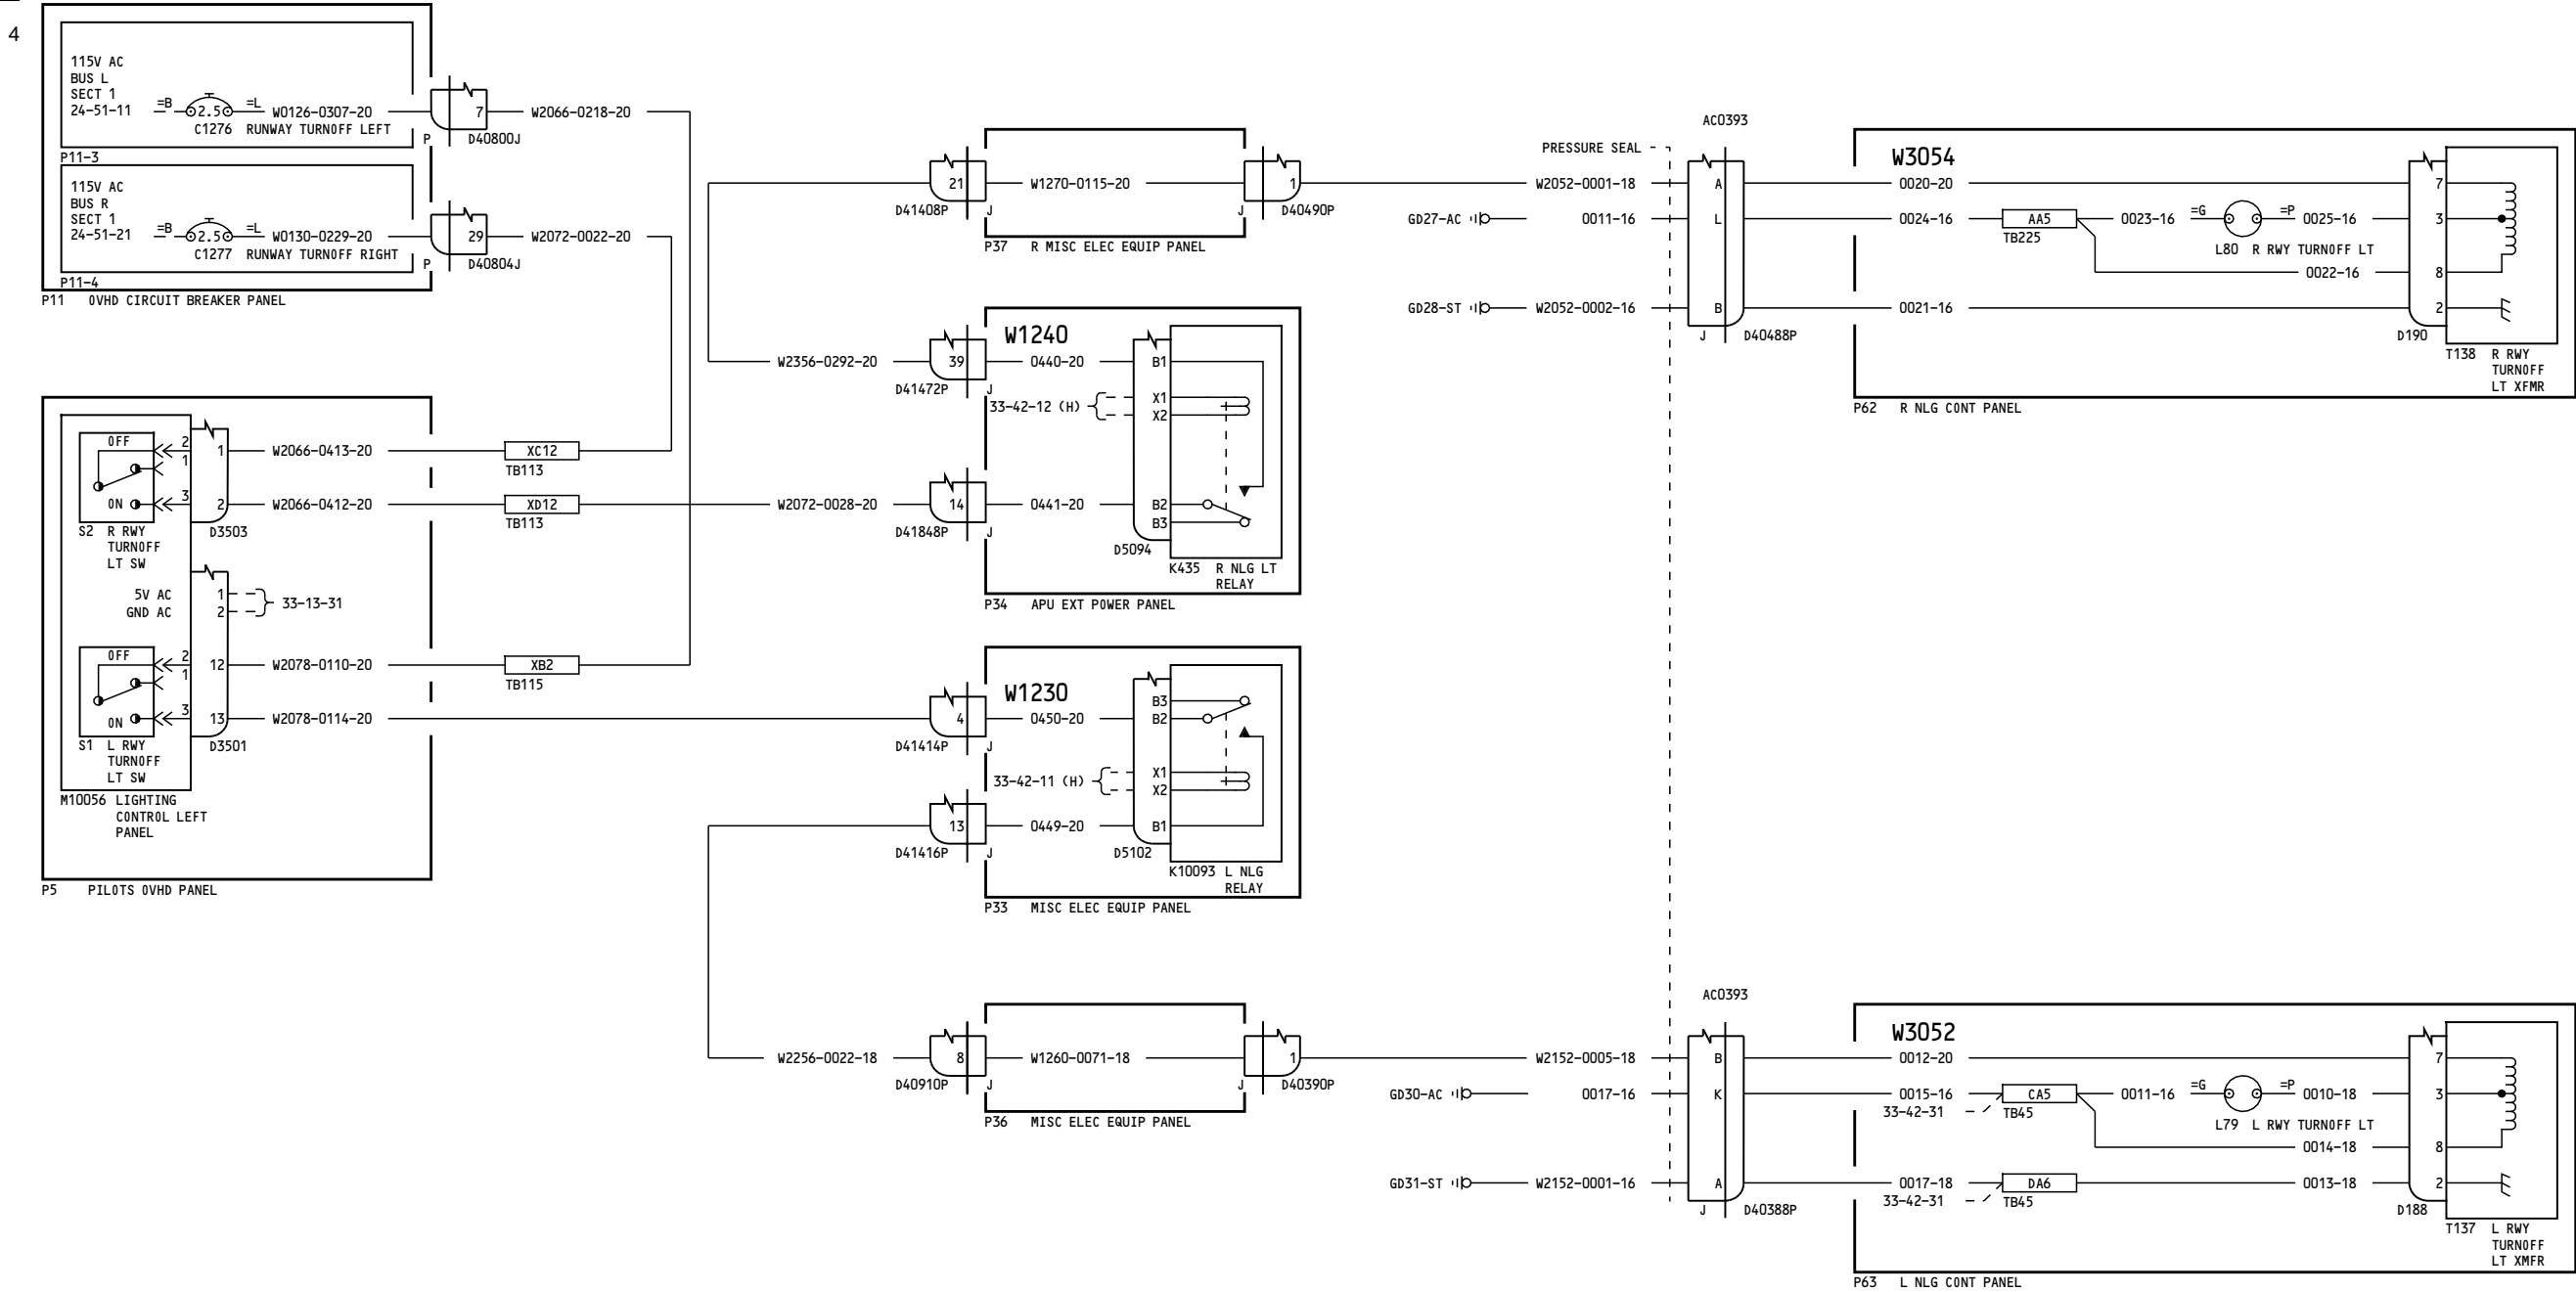 4
115V AC
BUS L
SECT 1
24-51-11
=B
2.5
=L
W0126-0307-20
C1276 RUNWAY TURNOFF LEFT
P11-3
7
P
D40800J
W2066-0218-20
115V AC
BUS R
SECT 1
24-51-21
=B
2.5
=L
W0130-0229-20
C1277 RUNWAY TURNOFF RIGHT
P11-4
29
P
D40804J
W2072-0022-20
P11 OVHD CIRCUIT BREAKER PANEL
OFF
ON
2
1
3
1
2
S2 R RWY
TURNOFF
LT SW
D3503
W2066-0413-20
XC12
TB113
W2066-0412-20
XD12
TB113
5V AC
GND AC
1
2
33-13-31
OFF
ON
2
1
3
12
13
S1 L RWY
TURNOFF
LT SW
D3501
W2078-0110-20
XB2
TB115
W2078-0114-20
M10056 LIGHTING
CONTROL LEFT
PANEL
P5 PILOTS OVHD PANEL
21
D41408P
J
W1270-0115-20
1
J
D40490P
P37 R MISC ELEC EQUIP PANEL
W2356-0292-20
39
D41472P
J
W1240
0440-20
B1
33-42-12 (H)
X1
X2
W2072-0028-20
14
D41848P
J
0441-20
B2
B3
D5094
K435 R NLG LT
RELAY
P34 APU EXT POWER PANEL
W1230
4
D41414P
J
0450-20
B3
B2
33-42-11 (H)
X1
X2
13
D41416P
J
0449-20
B1
D5102
K10093 L NLG
RELAY
P33 MISC ELEC EQUIP PANEL
W2256-0022-18
8
D40910P
J
W1260-0071-18
1
J
D40390P
P36 MISC ELEC EQUIP PANEL
PRESSURE SEAL
AC0393
W2052-0001-18
A
GD27-AC
0011-16
L
GD28-ST
W2052-0002-16
B
J
D40488P
W3054
0020-20
7
0024-16
AA5
TB225
0023-16
=G
=P
0025-16
3
L80 R RWY TURNOFF LT
0022-16
8
0021-16
2
D190
T138 R RWY
TURNOFF
LT XFMR
P62 R NLG CONT PANEL
AC0393
W2152-0005-18
B
GD30-AC
0017-16
K
GD31-ST
W2152-0001-16
A
J
D40388P
W3052
0012-20
7
0015-16
33-42-31
CA5
TB45
0011-16
=G
=P
0010-18
3
L79 L RWY TURNOFF LT
0014-18
8
0017-18
33-42-31
DA6
TB45
0013-18
2
D188
T137 L RWY
TURNOFF
LT XMFR
P63 L NLG CONT PANEL